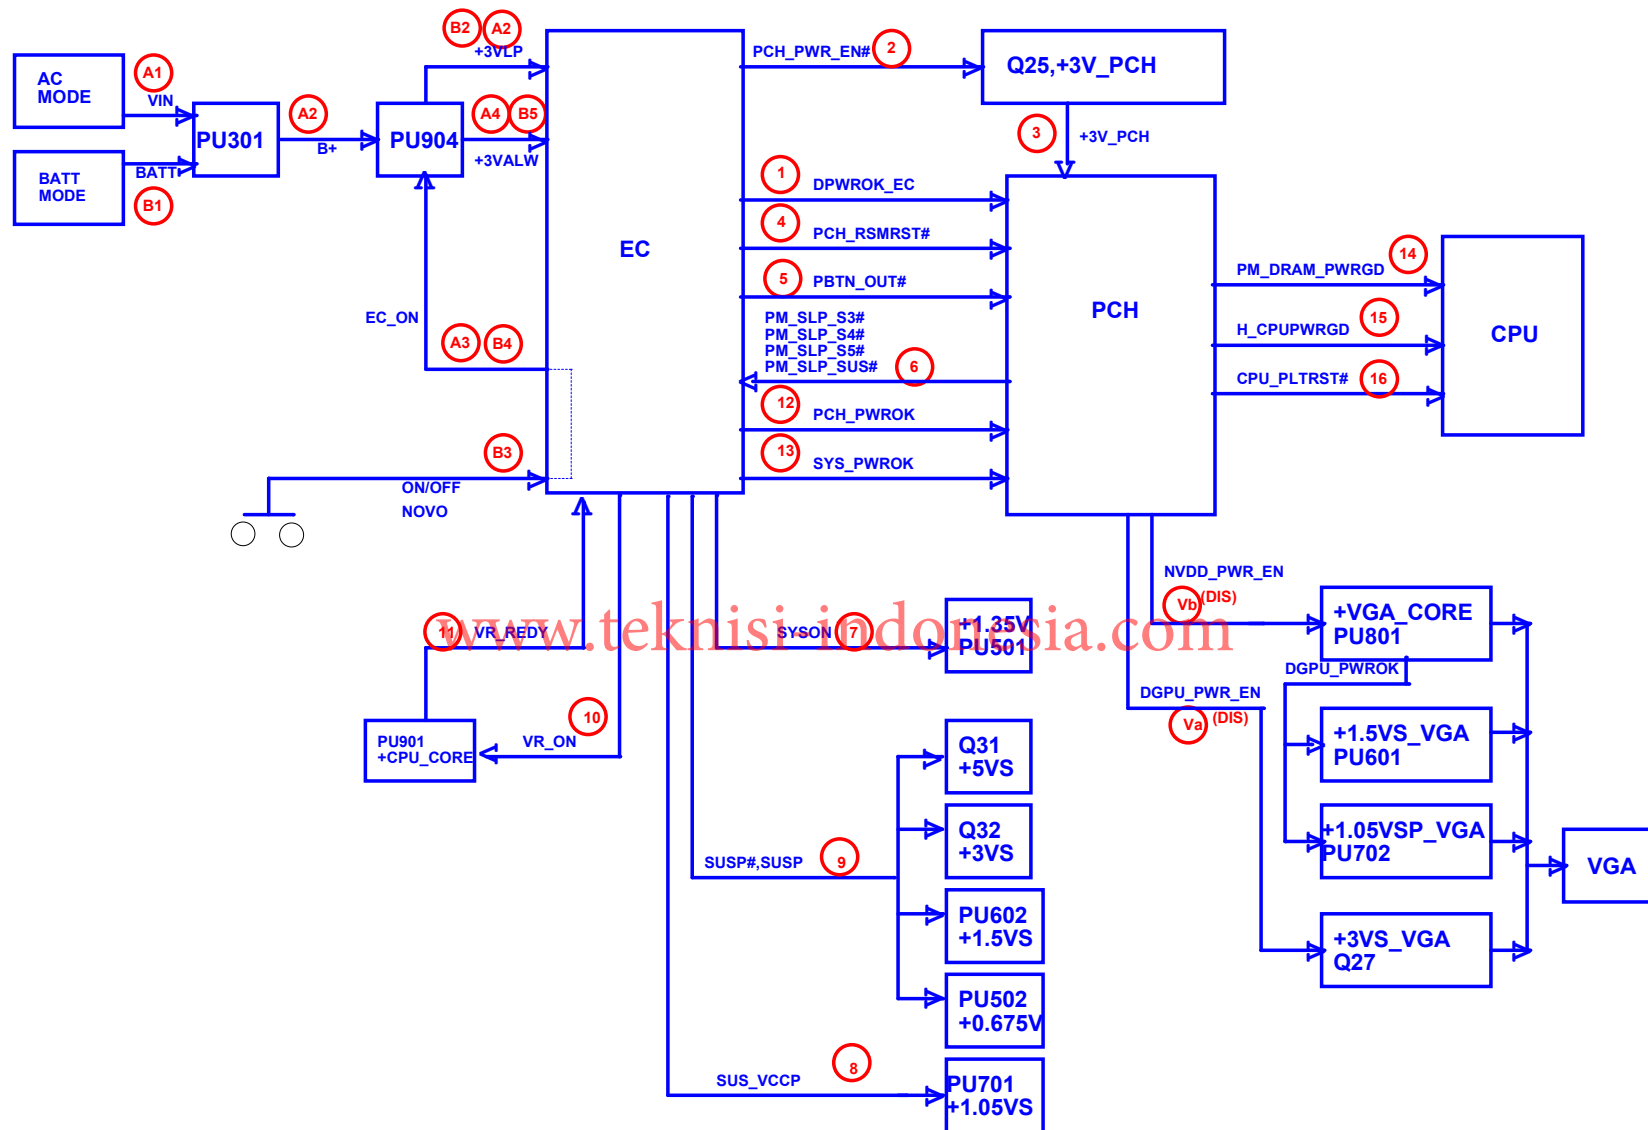 B2
A2
+3VLP
PCH_PWR_EN#
2
Q25,+3V_PCH
AC
MODE
A1
VIN
PU301
A2
B+
PU904
A4
B5
+3VALW
3
+3V_PCH
BATT
MODE
BATT
B1
EC
1
DPWROK_EC
4
PCH_RSMRST#
5
PBTN_OUT#
PM_SLP_S3#
PM_SLP_S4#
PM_SLP_S5#
PM_SLP_SUS#
6
12
PCH_PWROK
13
SYS_PWROK
PCH
PM_DRAM_PWRGD
14
H_CPUPWRGD
15
CPU_PLTRST#
16
CPU
EC_ON
A3
B4
B3
ON/OFF
NOVO
NVDD_PWR_EN
Vb
(DIS)
+VGA_CORE
PU801
www.teknisi-indonesia.com
11
VR_REDY
SYSON
7
+1.35V
PU501
DGPU_PWROK
DGPU_PWR_EN
Va
(DIS)
PU901
+CPU_CORE
10
VR_ON
Q31
+5VS
+1.5VS_VGA
PU601
Q32
+3VS
+1.05VSP_VGA
PU702
SUSP#,SUSP
9
VGA
PU602
+1.5VS
+3VS_VGA
Q27
PU502
+0.675V
SUS_VCCP
8
PU701
+1.05VS